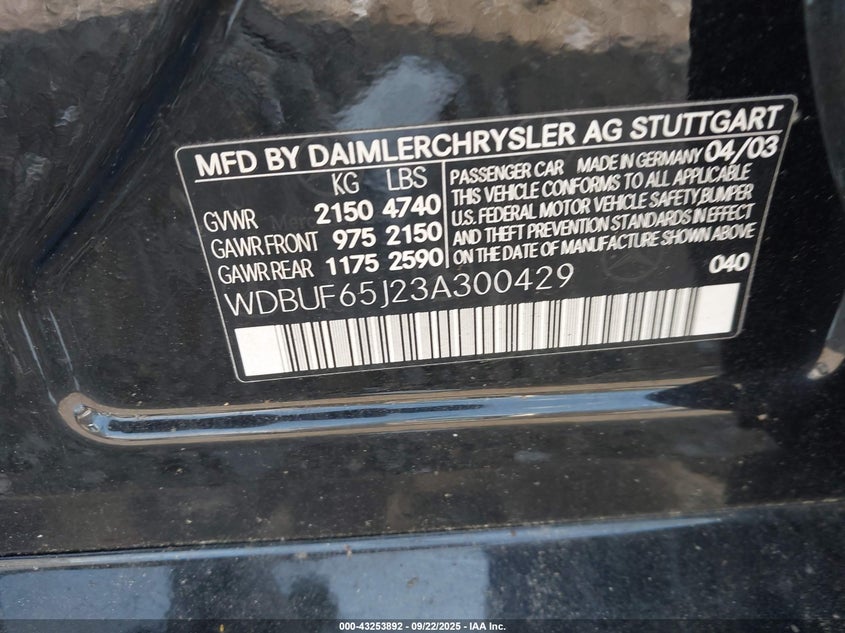 MFD BY DAIMLERCHRYSLER AG STUTTGART
KG LBS
GVWR 2150 4740
GAWR FRONT 975 2150
GAWR REAR 1175 2590
PASSENGER CAR MADE IN GERMANY 04/03
THIS VEHICLE CONFORMS TO ALL APPLICABLE
U.S. FEDERAL MOTOR VEHICLE SAFETY,BUMPER
AND THEFT PREVENTION STANDARDS IN EFFECT
ON THE DATE OF MANUFACTURE SHOWN ABOVE
040
WDBUF65J23A300429
000-43253892 - 09/22/2025 - IAA Inc.